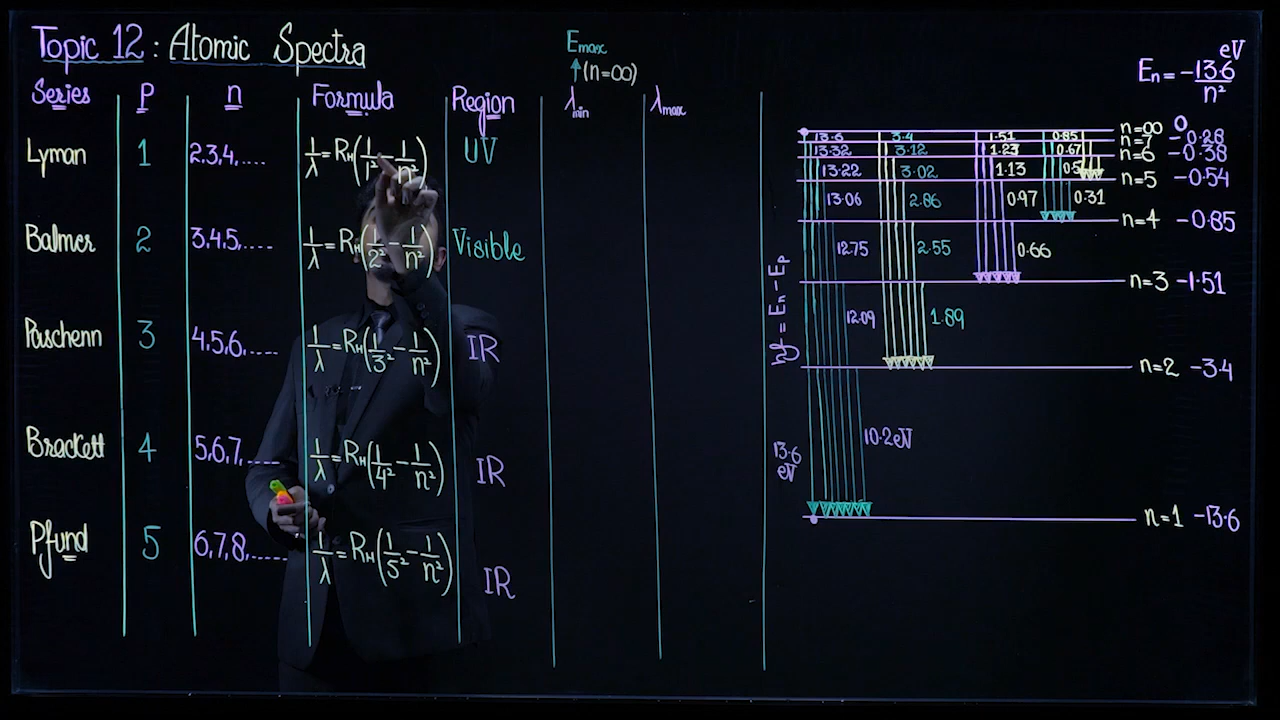 Topic 12 : Atomic Spectra
Series P n Formula Region λmin λmax
Emax
↑(n=∞)
Lyman 1 2,3,4,.... 1/λ = RH(1/1² - 1/n²) UV
Balmer 2 3,4,5,.... 1/λ = RH(1/2² - 1/n²) Visible
Paschenn 3 4,5,6,.... 1/λ = RH(1/3² - 1/n²) IR
Brackett 4 5,6,7,.... 1/λ = RH(1/4² - 1/n²) IR
Pfund 5 6,7,8,..... 1/λ = RH(1/5² - 1/n²) IR
eV
En = -13.6/n²
n=∞ 0
n=7 -0.28
n=6 -0.38
n=5 -0.54
n=4 -0.85
n=3 -1.51
n=2 -3.4
n=1 -13.6
13.6 3.4 1.51 0.85
13.32 3.12 1.23 0.67
13.22 3.02 1.13
13.06 2.86 0.97 0.31
12.75 2.55 0.66
12.09 1.89
10.2eV
13.6
eV
hf = En - Ep